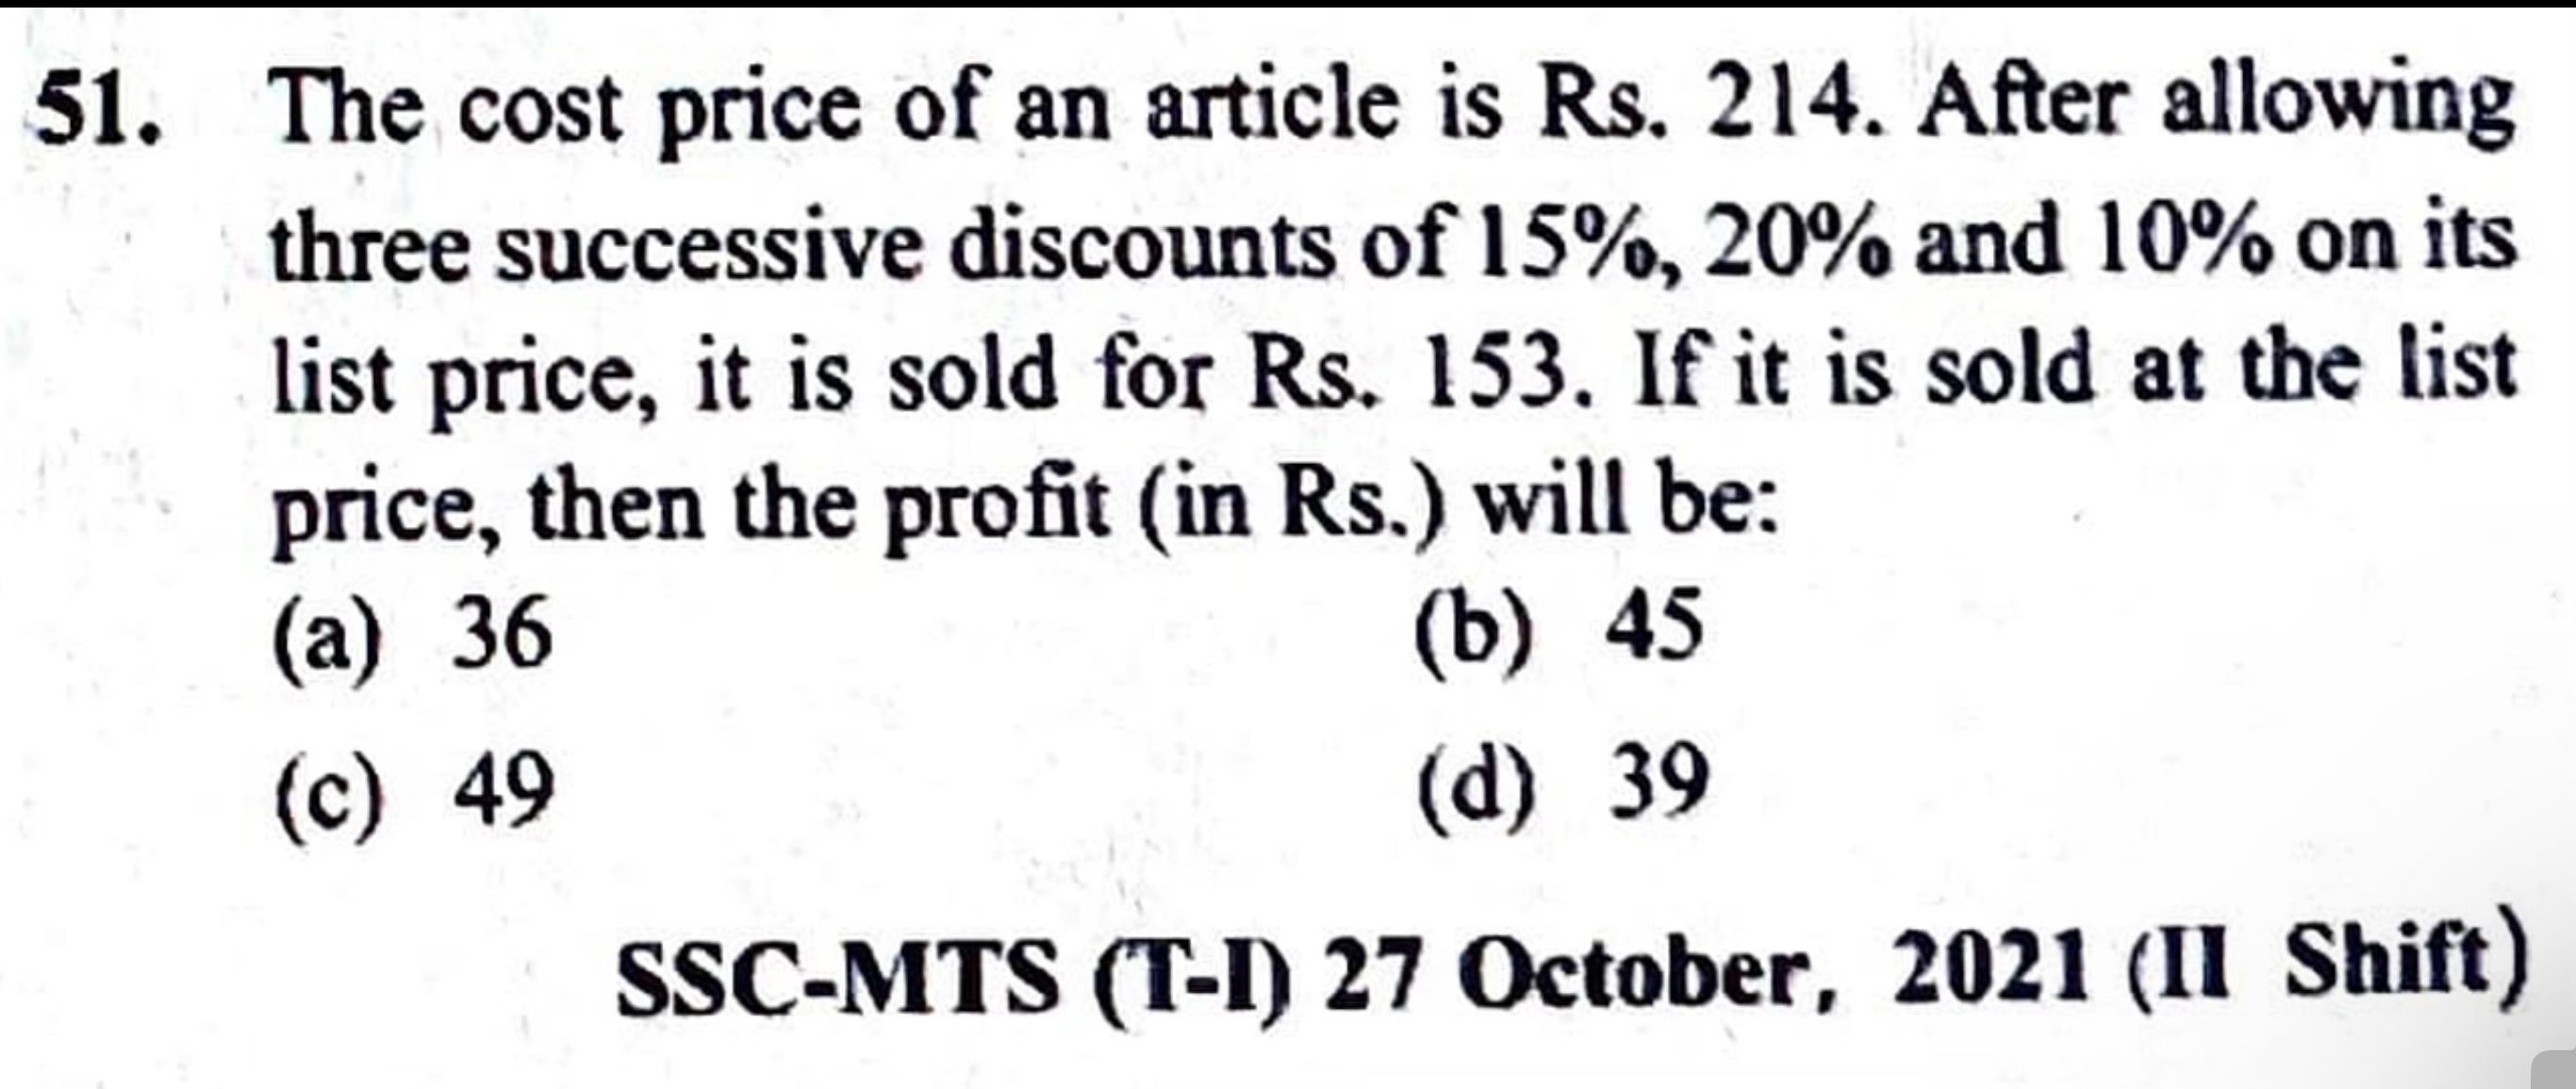 51. The cost price of an article is Rs. 214. After allowing
three successive discounts of 15%, 20% and 10% on its
list price, it is sold for Rs. 153. If it is sold at the list
price, then the profit (in Rs.) will be:
(a) 36 (b) 45
(c) 49 (d) 39
SSC-MTS (T-I) 27 October, 2021 (II Shift)